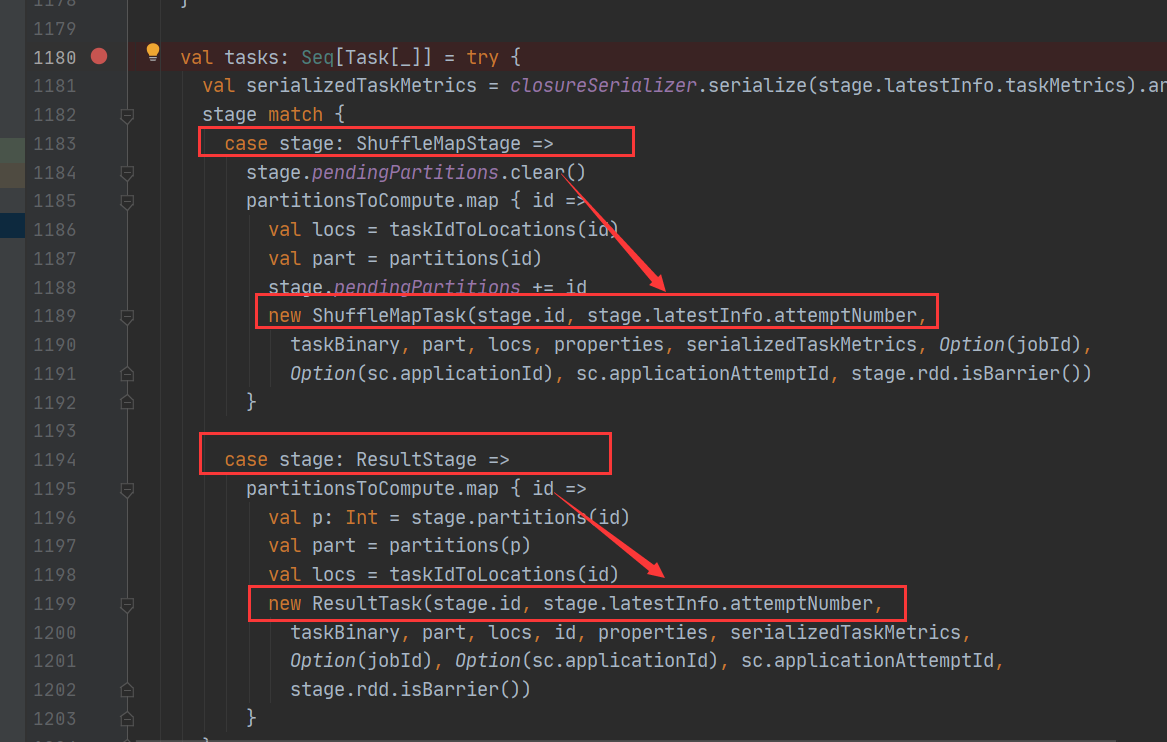 1178 }
1179
1180 val tasks: Seq[Task[_]] = try {
1181 val serializedTaskMetrics = closureSerializer.serialize(stage.latestInfo.taskMetrics).ar
1182 stage match {
1183 case stage: ShuffleMapStage =>
1184 stage.pendingPartitions.clear()
1185 partitionsToCompute.map { id =>
1186 val locs = taskIdToLocations(id)
1187 val part = partitions(id)
1188 stage.pendingPartitions += id
1189 new ShuffleMapTask(stage.id, stage.latestInfo.attemptNumber,
1190 taskBinary, part, locs, properties, serializedTaskMetrics, Option(jobId),
1191 Option(sc.applicationId), sc.applicationAttemptId, stage.rdd.isBarrier())
1192 }
1193
1194 case stage: ResultStage =>
1195 partitionsToCompute.map { id =>
1196 val p: Int = stage.partitions(id)
1197 val part = partitions(p)
1198 val locs = taskIdToLocations(id)
1199 new ResultTask(stage.id, stage.latestInfo.attemptNumber,
1200 taskBinary, part, locs, id, properties, serializedTaskMetrics,
1201 Option(jobId), Option(sc.applicationId), sc.applicationAttemptId,
1202 stage.rdd.isBarrier())
1203 }